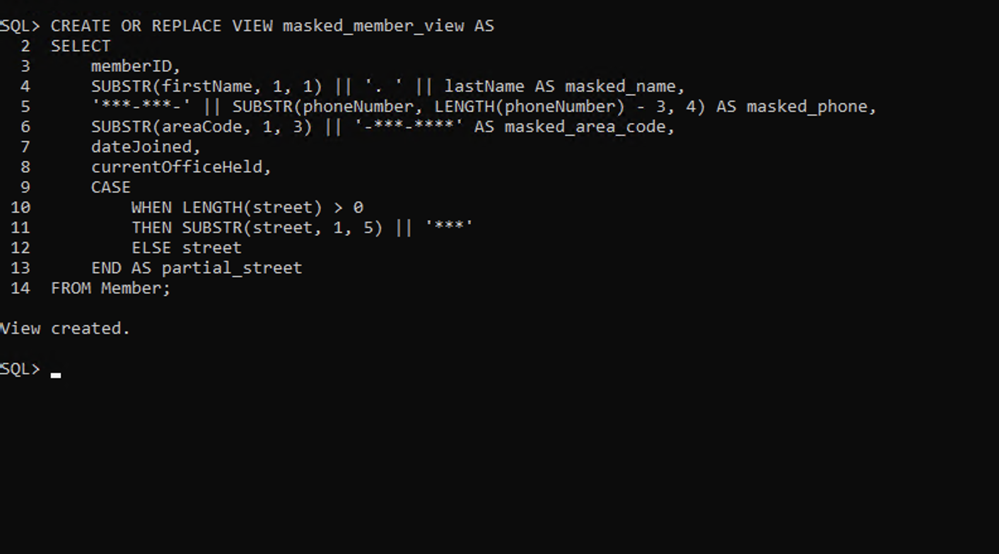 SQL> CREATE OR REPLACE VIEW masked_member_view AS
  2  SELECT
  3      memberID,
  4      SUBSTR(firstName, 1, 1) || '. ' || lastName AS masked_name,
  5      '***-***-' || SUBSTR(phoneNumber, LENGTH(phoneNumber) - 3, 4) AS masked_phone,
  6      SUBSTR(areaCode, 1, 3) || '-***-****' AS masked_area_code,
  7      dateJoined,
  8      currentOfficeHeld,
  9      CASE
 10          WHEN LENGTH(street) > 0
 11          THEN SUBSTR(street, 1, 5) || '***'
 12          ELSE street
 13      END AS partial_street
 14  FROM Member;
View created.
SQL>